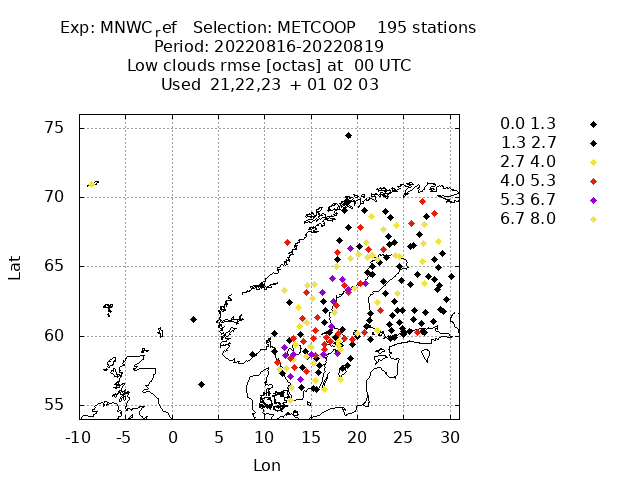 Exp: MNWCref Selection: METCOOP 195 stations
Period: 20220816-20220819
Low clouds rmse [octas] at 00 UTC
Used 21,22,23 + 01 02 03
0.0 1.3
1.3 2.7
2.7 4.0
4.0 5.3
5.3 6.7
6.7 8.0
75
70
65
60
55
Lat
-10 -5 0 5 10 15 20 25 30
Lon